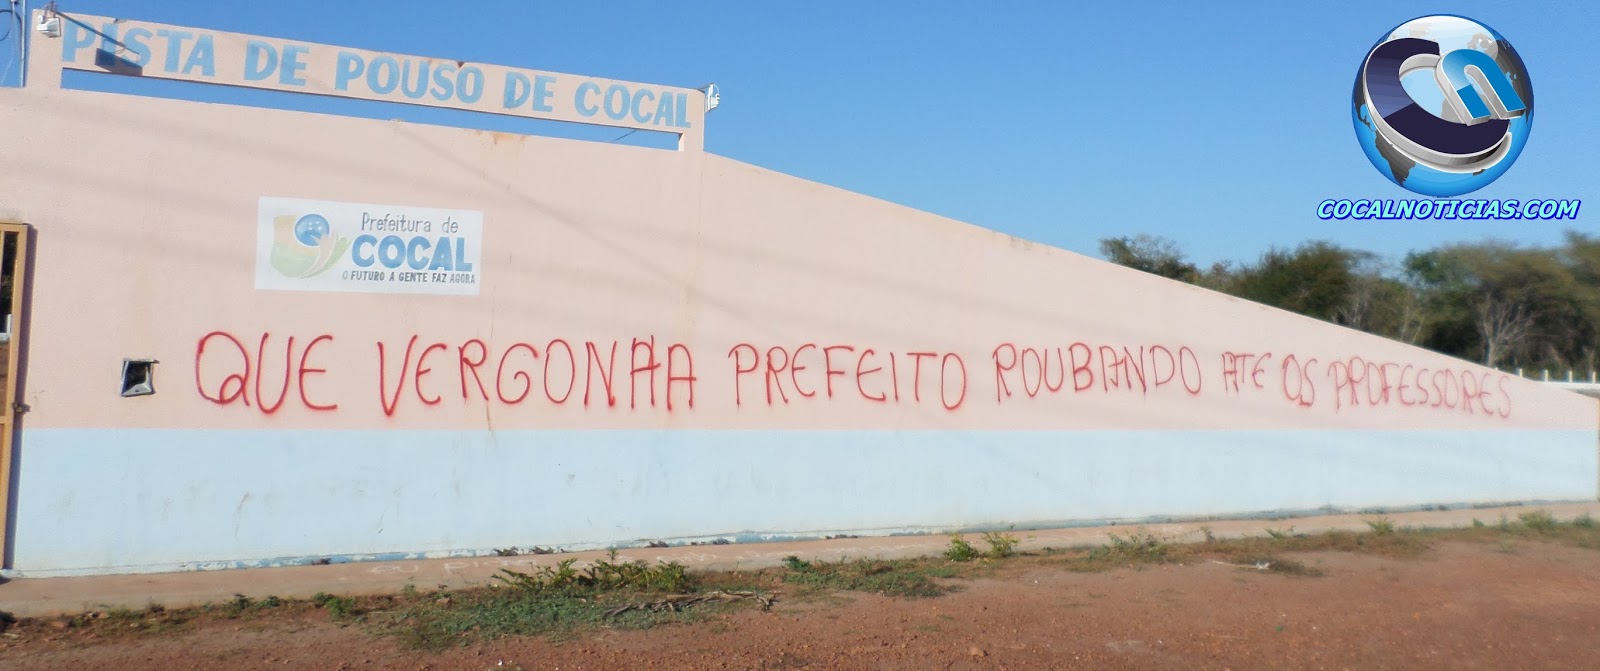 PISTA DE POUSO DE COCAL
Prefeitura de
COCAL
O FUTURO A GENTE FAZ AGORA
QUE VERGONHA PREFEITO ROUBANDO ATE OS PROFESSORES
Cn
COCALNOTICIAS.COM